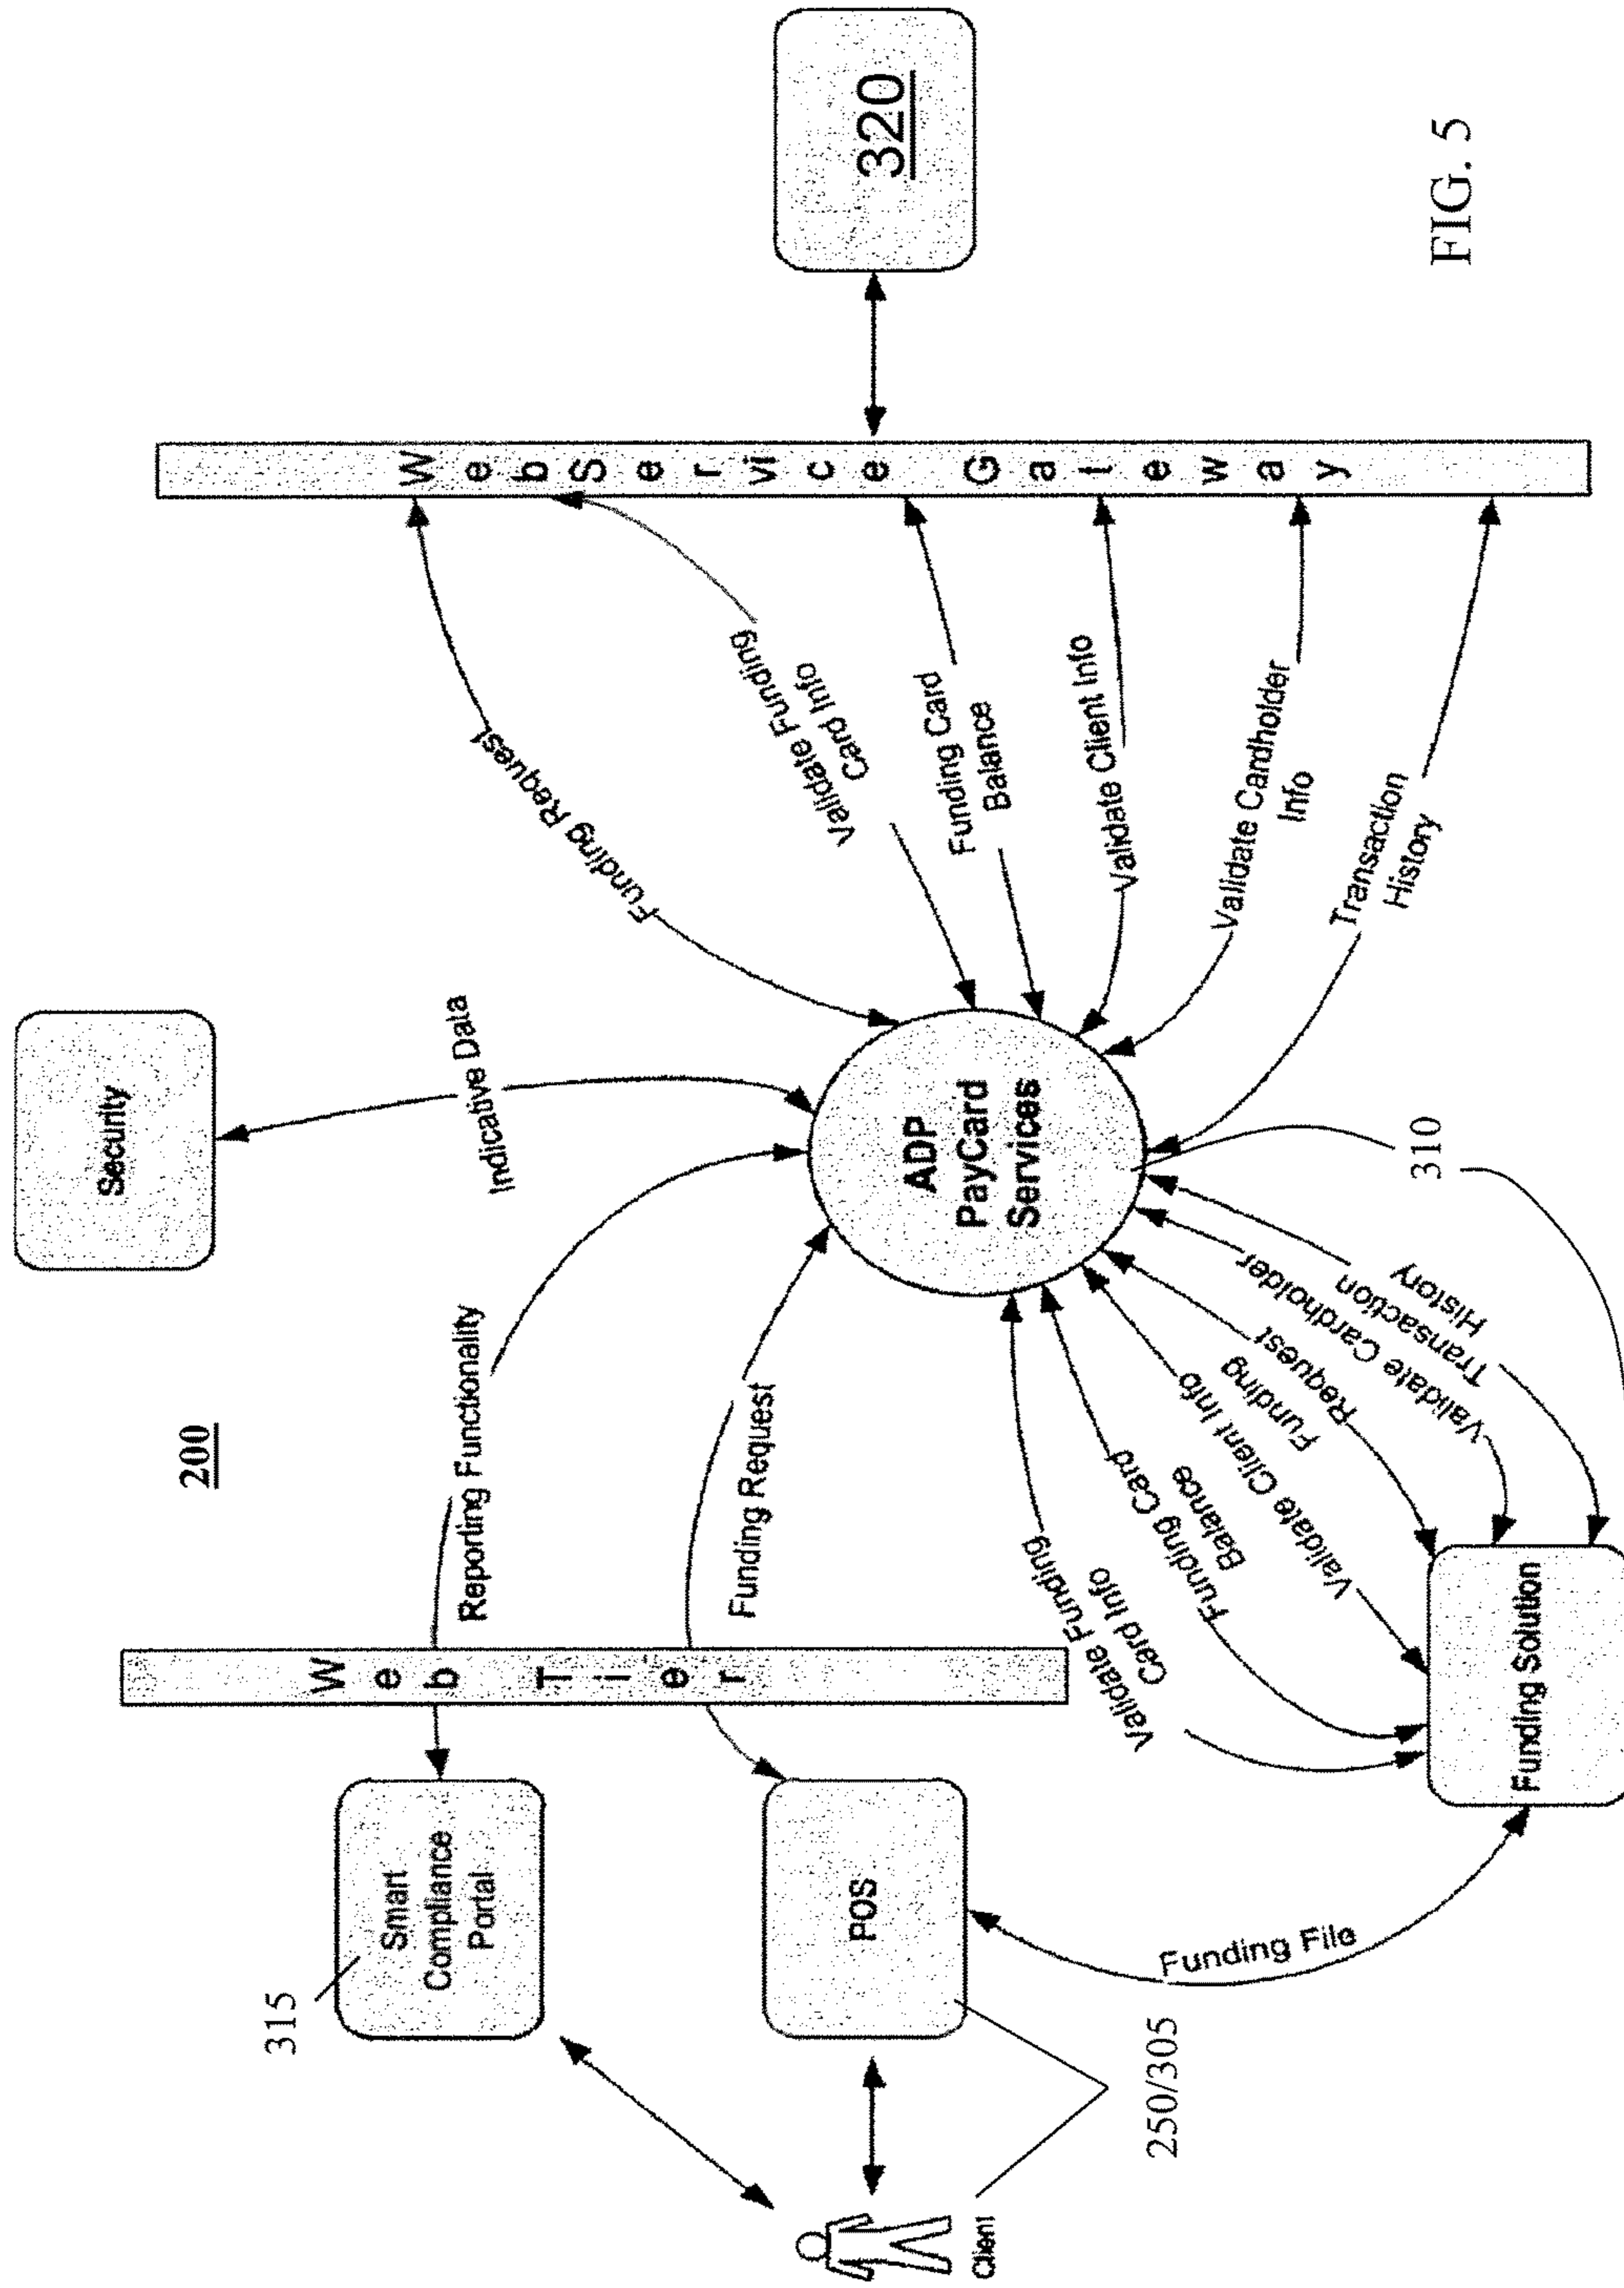 200
Security
Indicative Data
Reporting Functionality
Funding Request
Web Tier
315
Smart
Compliance
Portal
POS
Client
250/305
Funding File
Funding Solution
Validate Funding
Card Info
Funding Card
Balance
Validate Client Info
Funding
Request
Validate Cardholder
Transaction
History
310
ADP
PayCard
Services
Funding Request
Validate Funding
Card Info
Funding Card
Balance
Validate Client Info
Validate Cardholder
Info
Transaction
History
Web Service Gateway
320
FIG. 5